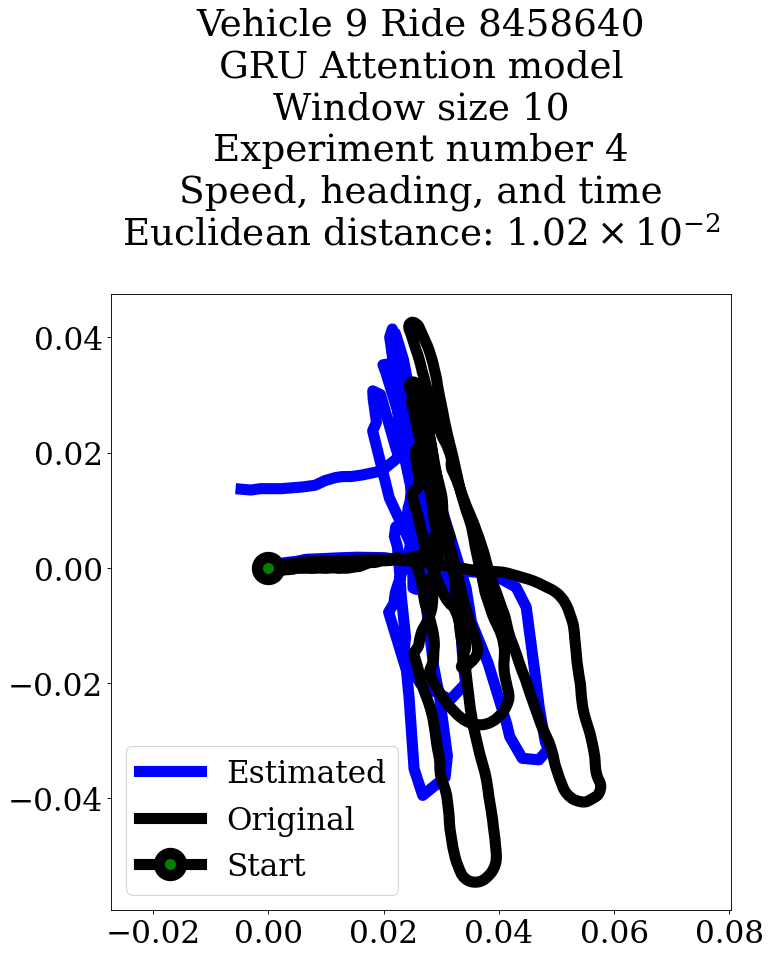 Vehicle 9 Ride 8458640
GRU Attention model
Window size 10
Experiment number 4
Speed, heading, and time
Euclidean distance: 1.02 × 10⁻²
0.04
0.02
0.00
−0.02
−0.04
Estimated
Original
Start
−0.02 0.00 0.02 0.04 0.06 0.08